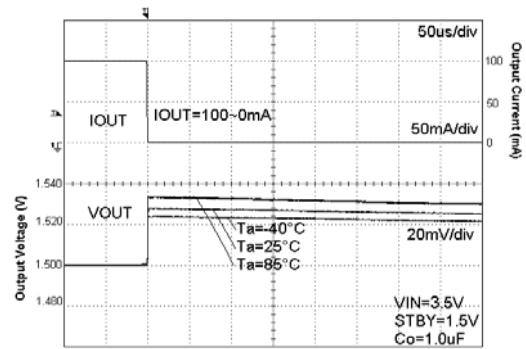 50us/div
100
IOUT
IOUT=100~0mA
50
50mA/div
0
Output Current (mA)
1.540
VOUT
1.520
Ta=-40°C
20mV/div
Ta=25°C
Ta=85°C
1.500
Output Voltage (V)
1.480
VIN=3.5V
STBY=1.5V
Co=1.0uF